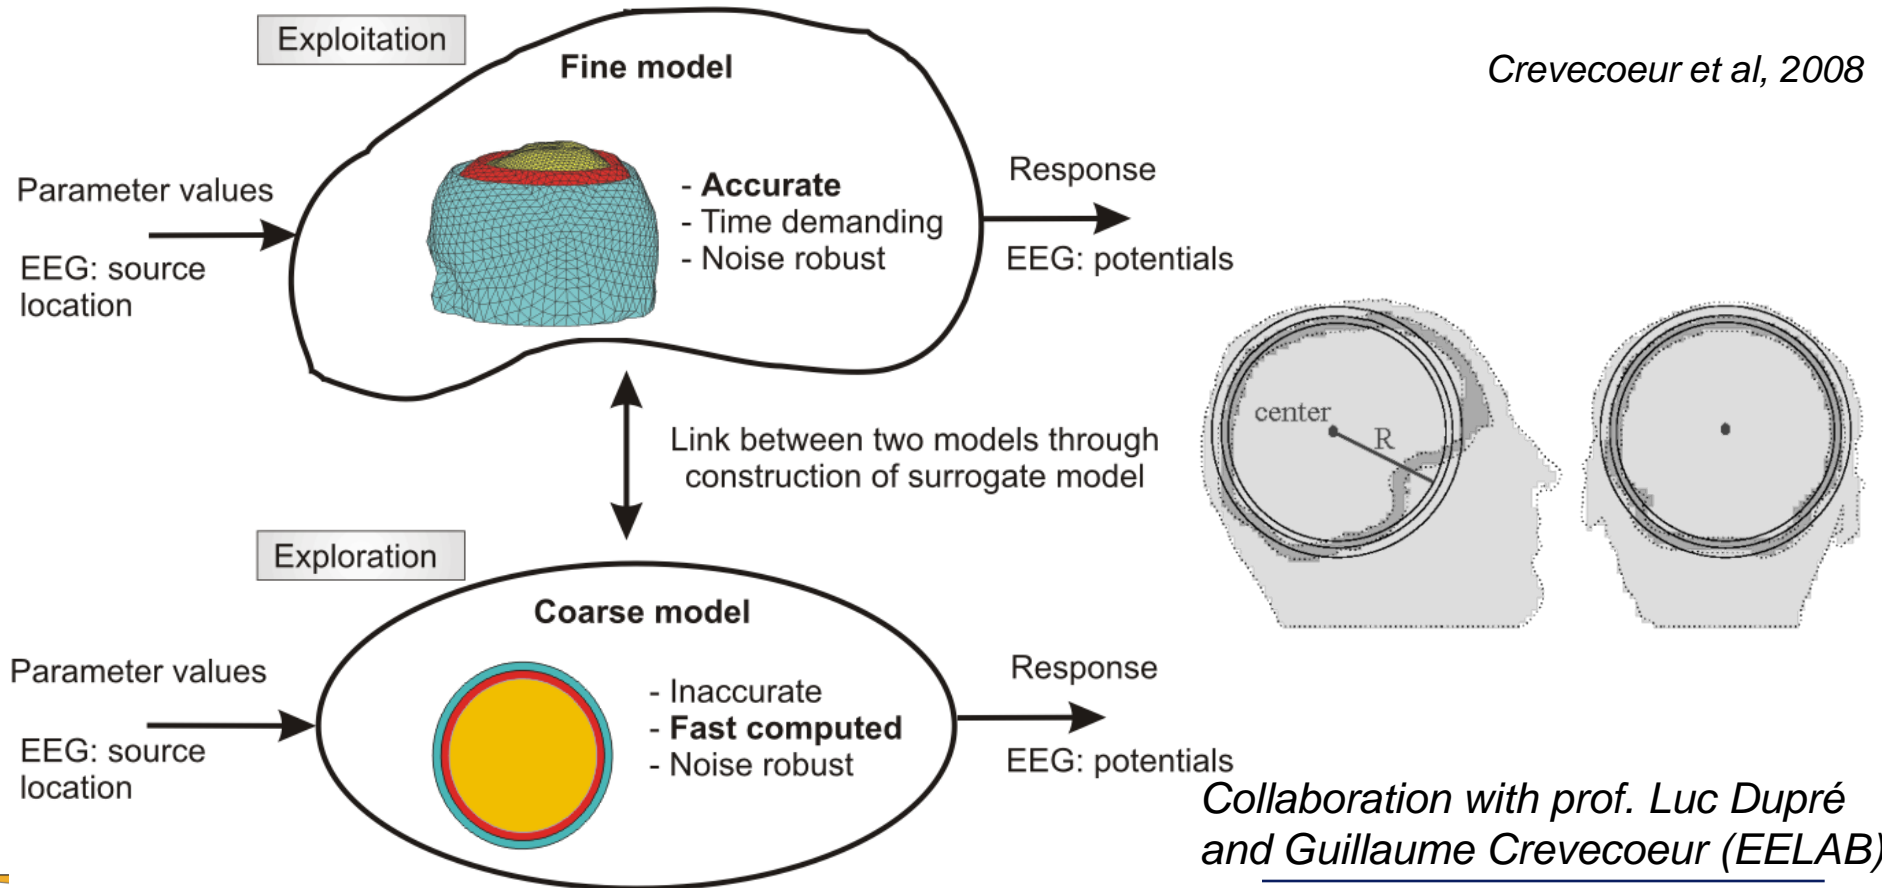 Exploitation
Fine model
Crevecoeur et al, 2008
Parameter values
EEG: source
location
- Accurate
- Time demanding
- Noise robust
Response
EEG: potentials
Link between two models through
construction of surrogate model
center
R
Exploration
Coarse model
Parameter values
EEG: source
location
- Inaccurate
- Fast computed
- Noise robust
Response
EEG: potentials
Collaboration with prof. Luc Dupré
and Guillaume Crevecoeur (EELAB)